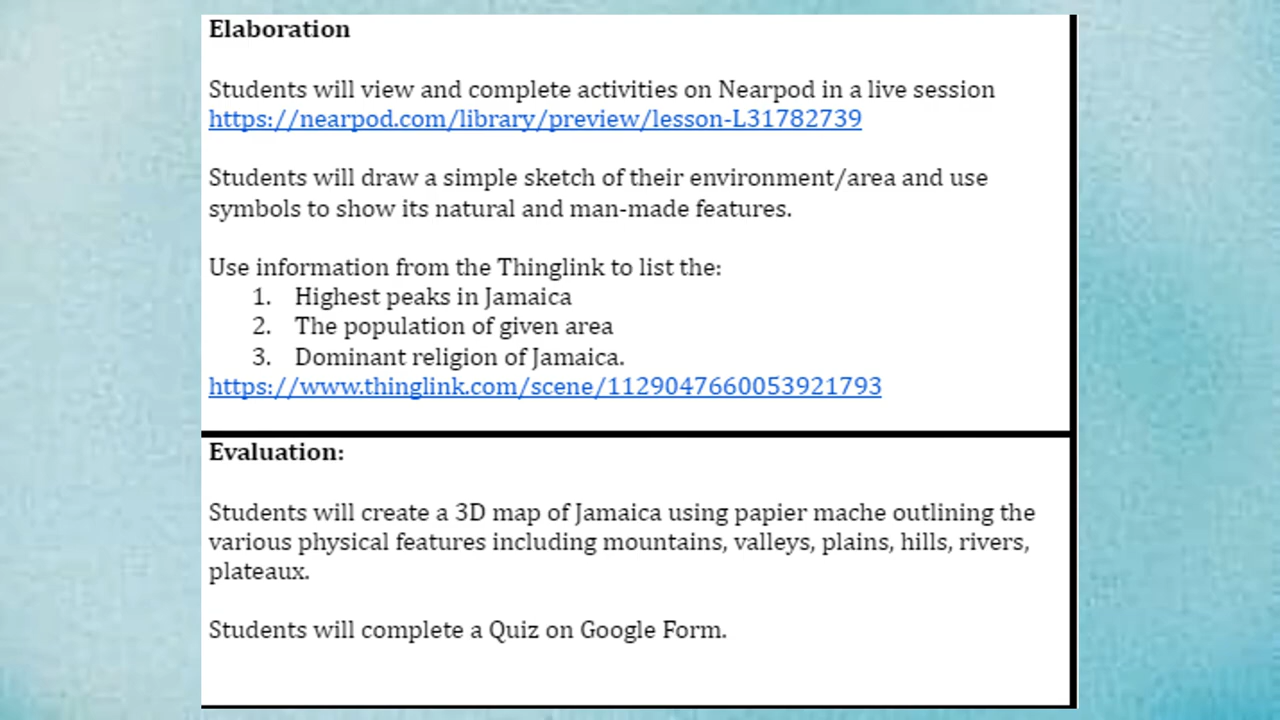 Elaboration
Students will view and complete activities on Nearpod in a live session
https://nearpod.com/library/preview/lesson-L31782739
Students will draw a simple sketch of their environment/area and use
symbols to show its natural and man-made features.
Use information from the Thinglink to list the:
1. Highest peaks in Jamaica
2. The population of given area
3. Dominant religion of Jamaica.
https://www.thinglink.com/scene/1129047660053921793
Evaluation:
Students will create a 3D map of Jamaica using papier mache outlining the
various physical features including mountains, valleys, plains, hills, rivers,
plateaux.
Students will complete a Quiz on Google Form.